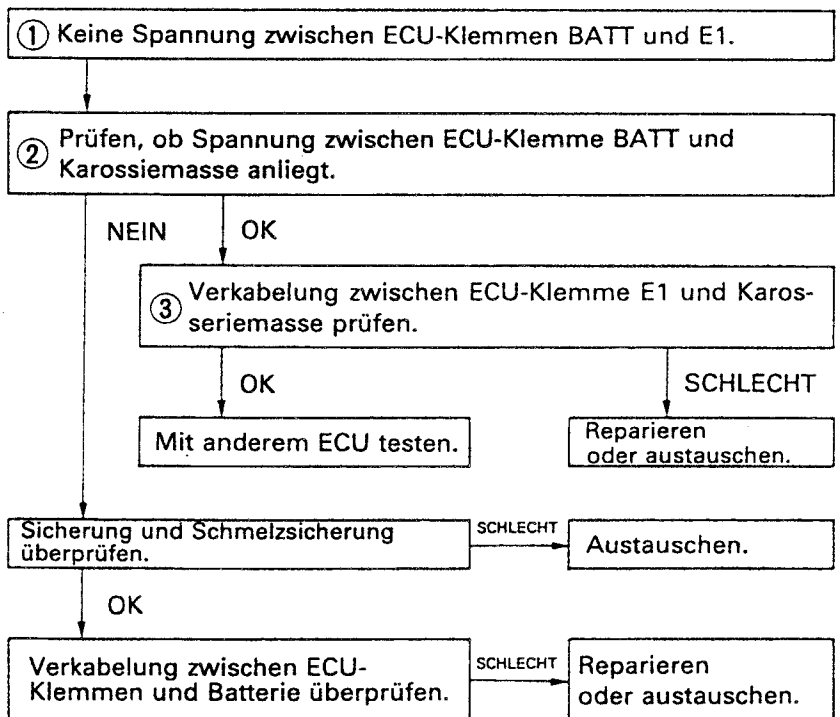 ① Keine Spannung zwischen ECU-Klemmen BATT und E1.
② Prüfen, ob Spannung zwischen ECU-Klemme BATT und
Karossiemasse anliegt.
NEIN
OK
③ Verkabelung zwischen ECU-Klemme E1 und Karos-
seriemasse prüfen.
OK
SCHLECHT
Mit anderem ECU testen.
Reparieren
oder austauschen.
Sicherung und Schmelzsicherung
überprüfen.
SCHLECHT
Austauschen.
OK
Verkabelung zwischen ECU-
Klemmen und Batterie überprüfen.
SCHLECHT
Reparieren
oder austauschen.